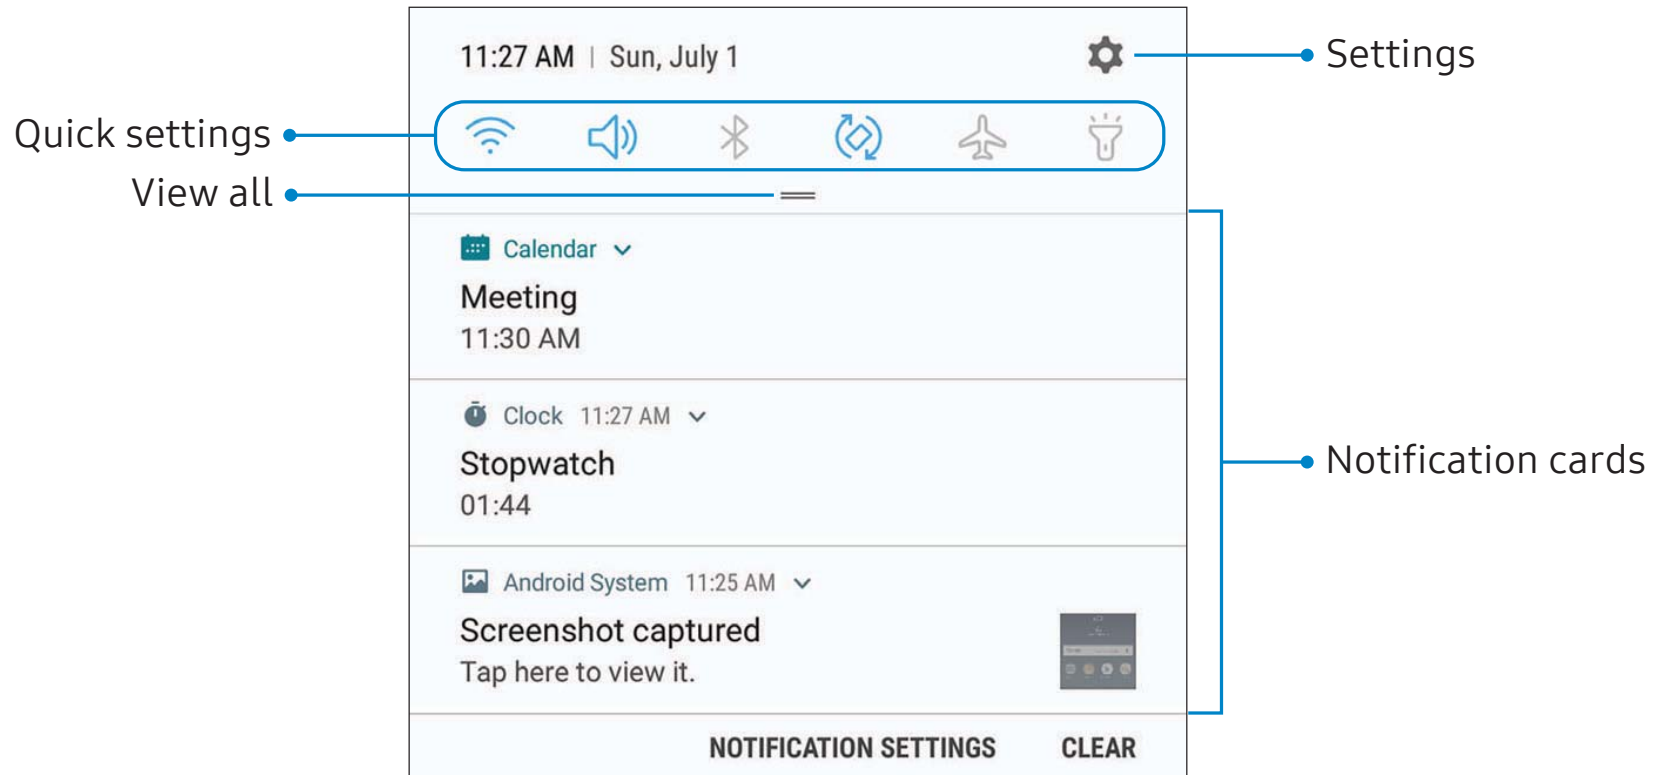 11:27 AM | Sun, July 1
Settings
Quick settings
View all
Calendar
Meeting
11:30 AM
Clock 11:27 AM
Stopwatch
01:44
Notification cards
Android System 11:25 AM
Screenshot captured
Tap here to view it.
NOTIFICATION SETTINGS CLEAR